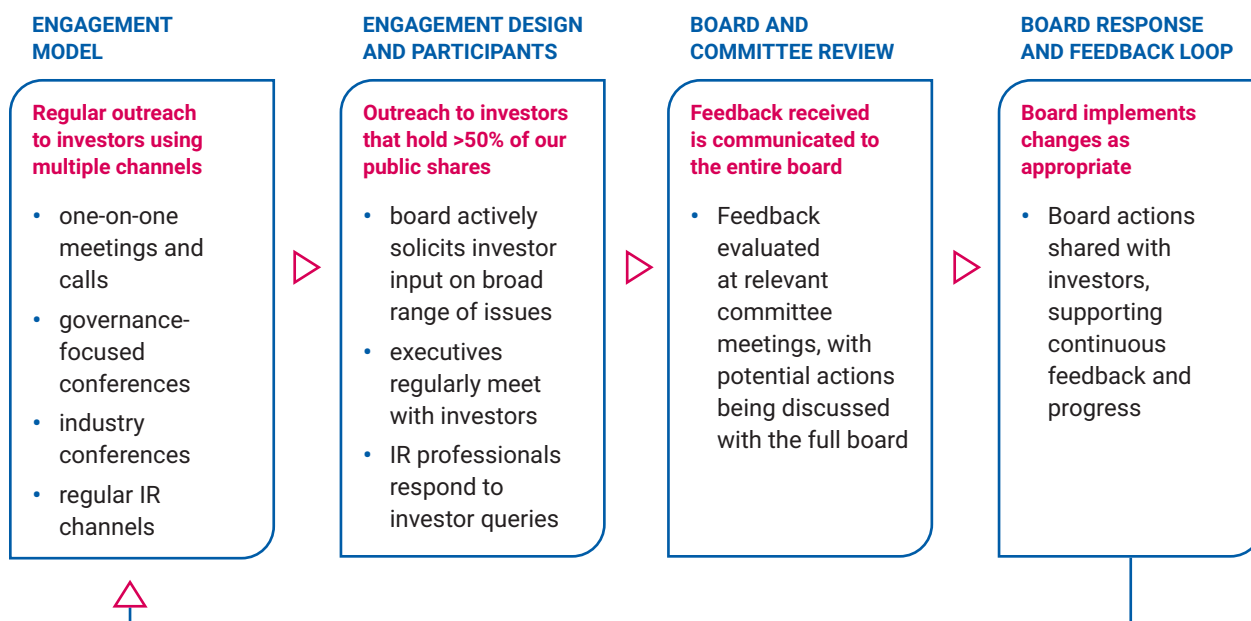 ENGAGEMENT
MODEL
Regular outreach
to investors using
multiple channels
• one-on-one
meetings and
calls
• governance-
focused
conferences
• industry
conferences
• regular IR
channels
ENGAGEMENT DESIGN
AND PARTICIPANTS
Outreach to investors
that hold >50% of our
public shares
• board actively
solicits investor
input on broad
range of issues
• executives
regularly meet
with investors
• IR professionals
respond to
investor queries
BOARD AND
COMMITTEE REVIEW
Feedback received
is communicated to
the entire board
• Feedback
evaluated
at relevant
committee
meetings, with
potential actions
being discussed
with the full board
BOARD RESPONSE
AND FEEDBACK LOOP
Board implements
changes as
appropriate
• Board actions
shared with
investors,
supporting
continuous
feedback and
progress